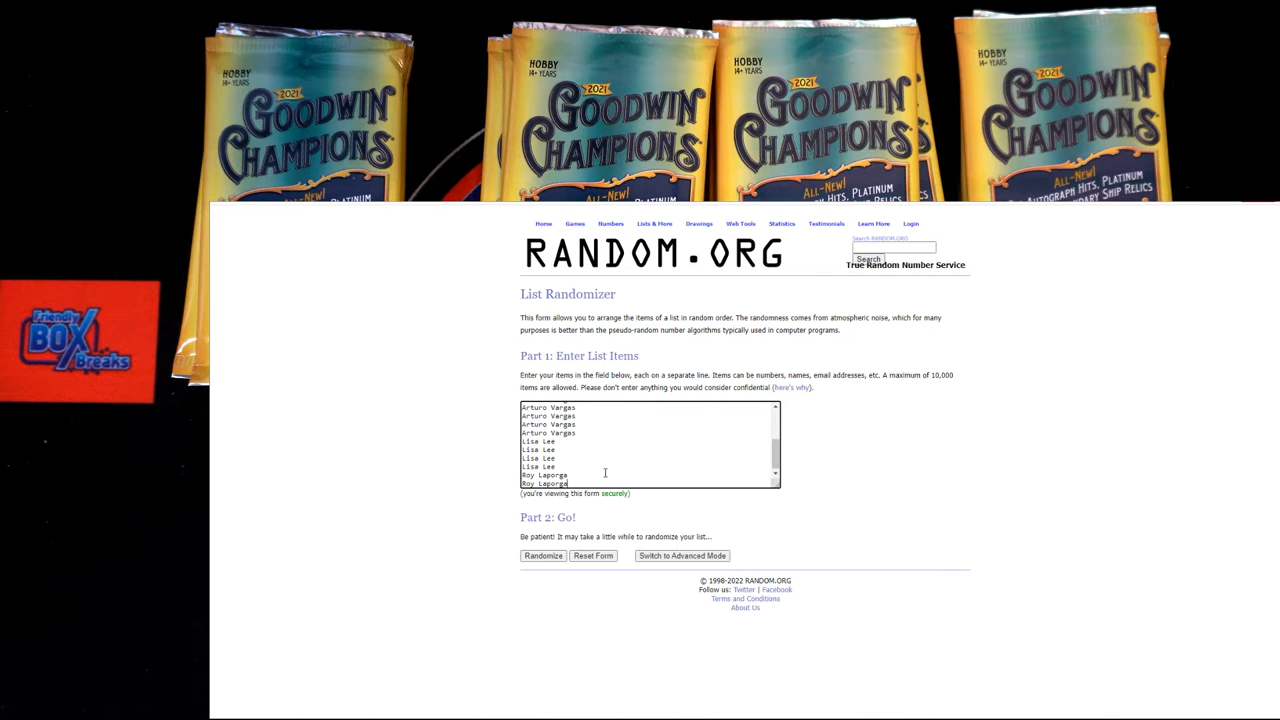 HOBBY
14+ YEARS
2021
GOODWIN
CHAMPIONS
ALL-NEW!
HOBBY
14+ YEARS
2021
GOODWIN
CHAMPIONS
ALL-NEW!
AUTOGRAPH HITS, PLATINUM
HOBBY
14+ YEARS
2021
GOODWIN
CHAMPIONS
ALL-NEW!
AUTOGRAPH HITS, PLATINUM
HOBBY
14+ YEARS
2021
GOODWIN
CHAMPIONS
ALL-NEW!
AUTOGRAPH HITS, PLATINUM
SHIP RELICS
Friendly
BOX
Breaks
Home Games Numbers Lists & More Drawings Web Tools Statistics Testimonials Learn More Login
RANDOM.ORG
Search RANDOM.ORG
Search
True Random Number Service
List Randomizer
This form allows you to arrange the items of a list in random order. The randomness comes from atmospheric noise, which for many
purposes is better than the pseudo-random number algorithms typically used in computer programs.
Part 1: Enter List Items
Enter your items in the field below, each on a separate line. Items can be numbers, names, email addresses, etc. A maximum of 10,000
items are allowed. Please don't enter anything you would consider confidential (here's why).
Arturo Vargas
Arturo Vargas
Arturo Vargas
Arturo Vargas
Lisa Lee
Lisa Lee
Lisa Lee
Lisa Lee
Roy Laporga
Roy Laporga
(you're viewing this form securely)
Part 2: Go!
Be patient! It may take a little while to randomize your list...
Randomize Reset Form Switch to Advanced Mode
© 1998-2022 RANDOM.ORG
Follow us: Twitter | Facebook
Terms and Conditions
About Us